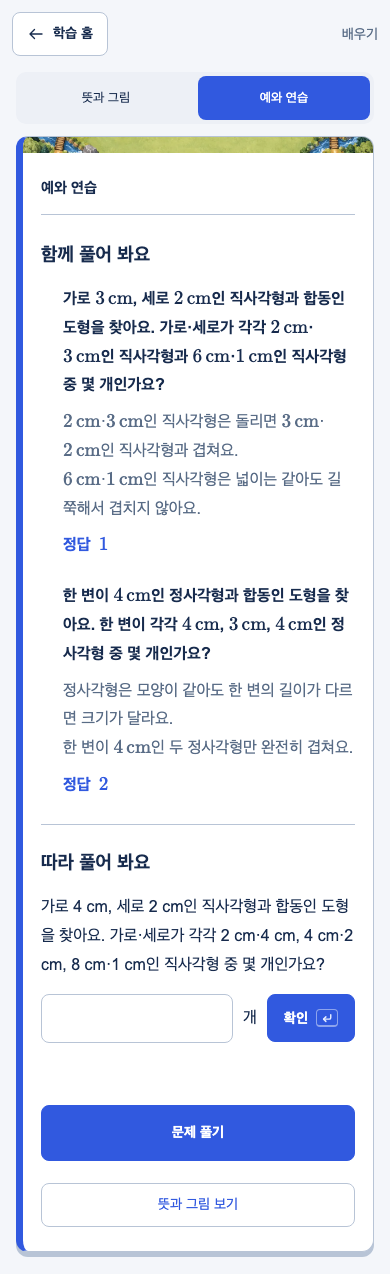 ← 학습 홈
배우기
뜻과 그림
예와 연습
예와 연습
함께 풀어 봐요
가로 3 cm, 세로 2 cm인 직사각형과 합동인
도형을 찾아요. 가로·세로가 각각 2 cm·
3 cm인 직사각형과 6 cm·1 cm인 직사각형
중 몇 개인가요?
2 cm·3 cm인 직사각형은 돌리면 3 cm·
2 cm인 직사각형과 겹쳐요.
6 cm·1 cm인 직사각형은 넓이는 같아도 길
쭉해서 겹치지 않아요.
정답 1
한 변이 4 cm인 정사각형과 합동인 도형을 찾
아요. 한 변이 각각 4 cm, 3 cm, 4 cm인 정
사각형 중 몇 개인가요?
정사각형은 모양이 같아도 한 변의 길이가 다르
면 크기가 달라요.
한 변이 4 cm인 두 정사각형만 완전히 겹쳐요.
정답 2
따라 풀어 봐요
가로 4 cm, 세로 2 cm인 직사각형과 합동인 도형
을 찾아요. 가로·세로가 각각 2 cm·4 cm, 4 cm·2
cm, 8 cm·1 cm인 직사각형 중 몇 개인가요?
개
확인 ↵
문제 풀기
뜻과 그림 보기